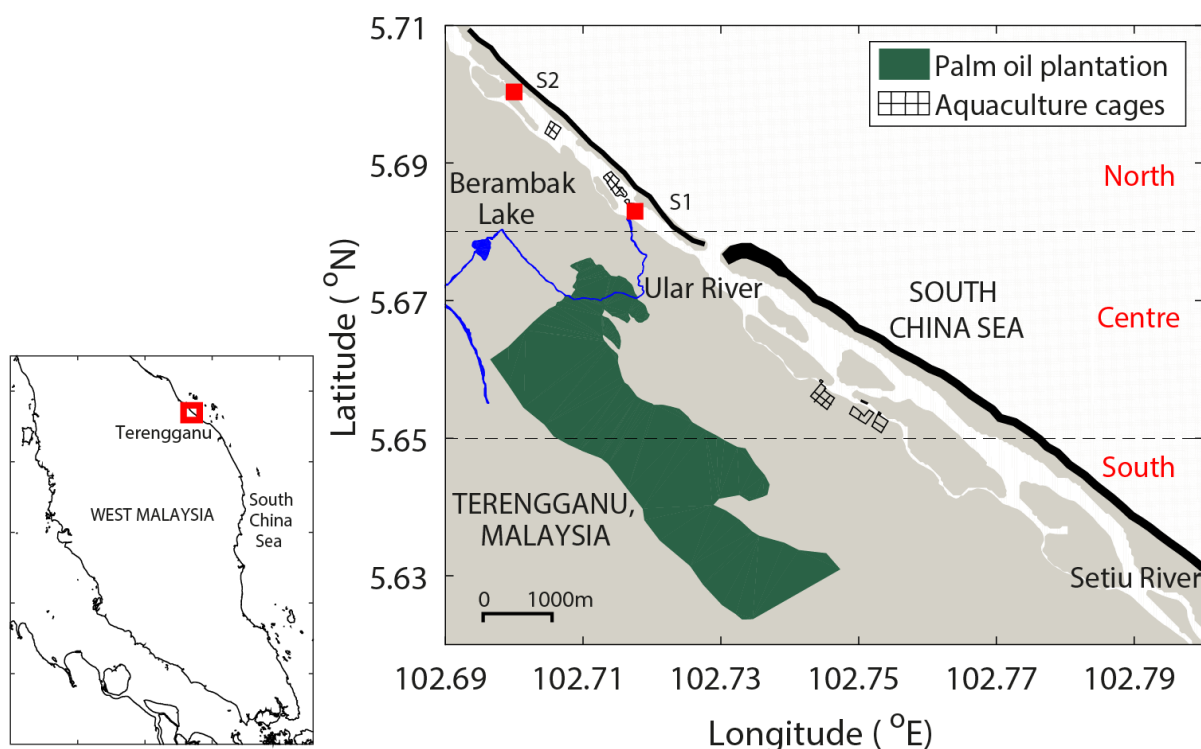 5.71
5.69
5.67
5.65
5.63
Latitude ( °N)
102.69
102.71
102.73
102.75
102.77
102.79
Longitude ( °E)
Palm oil plantation
Aquaculture cages
S2
S1
North
Centre
South
Berambak
Lake
Ular River
SOUTH
CHINA SEA
TERENGGANU,
MALAYSIA
Setiu River
0 1000m
Terengganu
WEST MALAYSIA
South
China
Sea